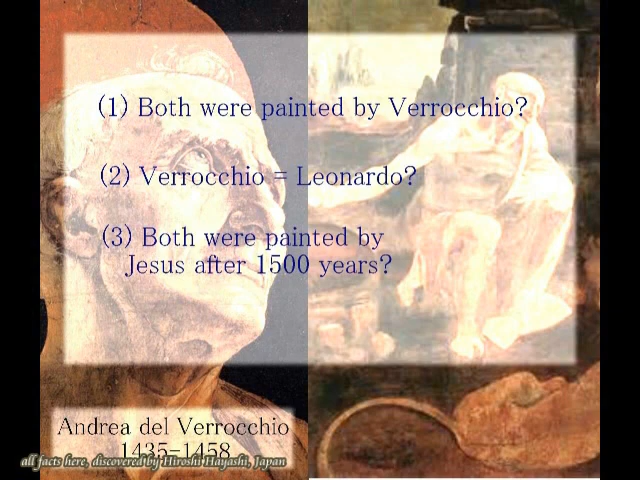 (1) Both were painted by Verrocchio?
(2) Verrocchio = Leonardo?
(3) Both were painted by
Jesus after 1500 years?
Andrea del Verrocchio
1435-1458
all facts here, discovered by Hiroshi Hayashi, Japan